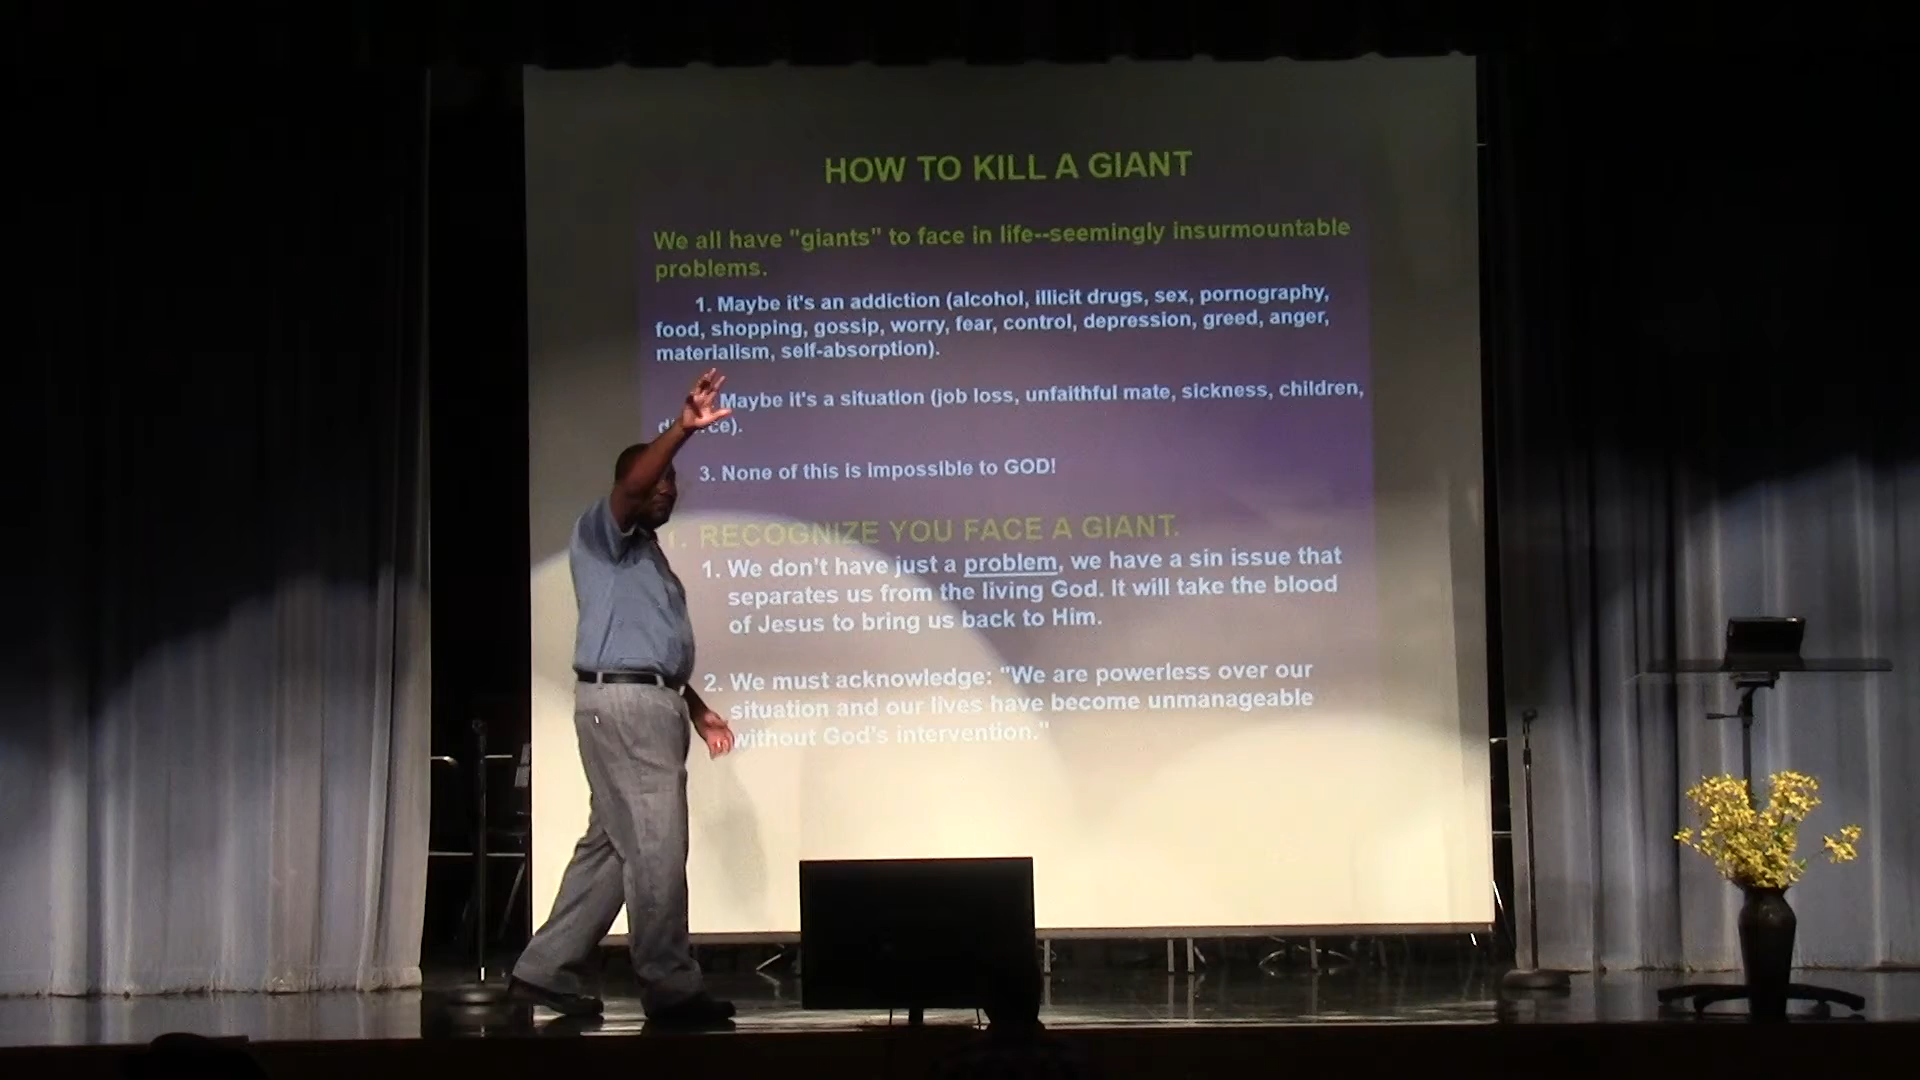 HOW TO KILL A GIANT
We all have "giants" to face in life--seemingly insurmountable
problems.
1. Maybe it's an addiction (alcohol, illicit drugs, sex, pornography,
food, shopping, gossip, worry, fear, control, depression, greed, anger,
materialism, self-absorption).
Maybe it's a situation (job loss, unfaithful mate, sickness, children,
3. None of this is impossible to GOD!
1. RECOGNIZE YOU FACE A GIANT.
1. We don't have just a problem, we have a sin issue that
separates us from the living God. It will take the blood
of Jesus to bring us back to Him.
2. We must acknowledge: "We are powerless over our
situation and our lives have become unmanageable
without God's intervention."